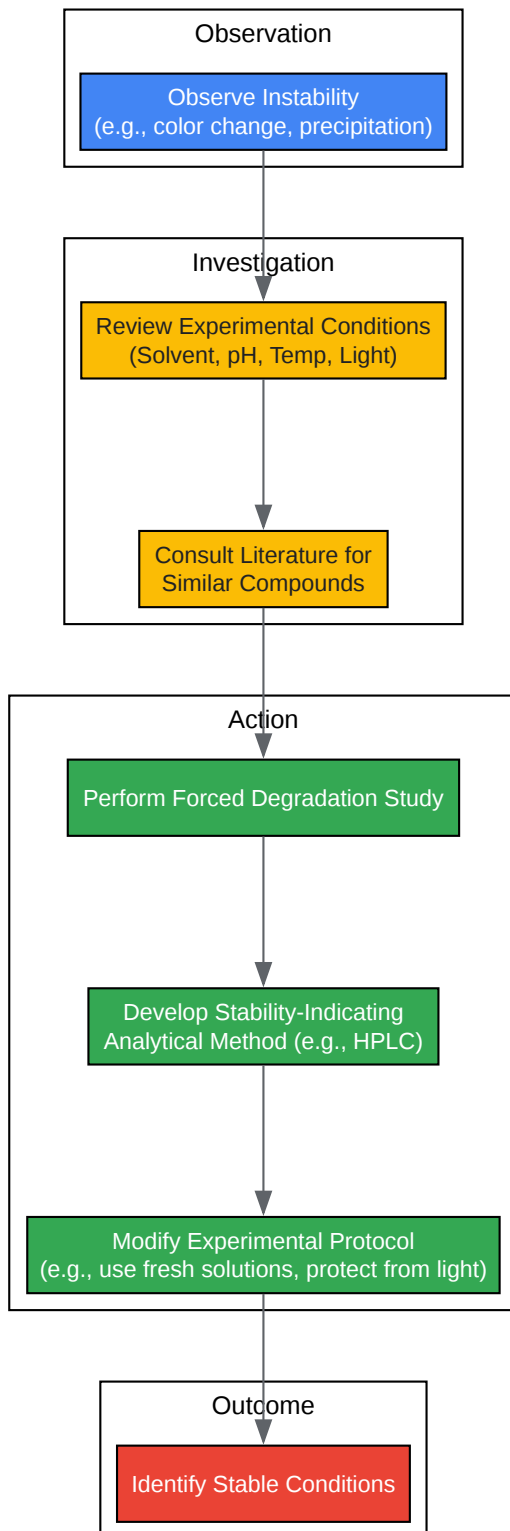 Observation
Observe Instability
(e.g., color change, precipitation)
Investigation
Review Experimental Conditions
(Solvent, pH, Temp, Light)
Consult Literature for
Similar Compounds
Action
Perform Forced Degradation Study
Develop Stability-Indicating
Analytical Method (e.g., HPLC)
Modify Experimental Protocol
(e.g., use fresh solutions, protect from light)
Outcome
Identify Stable Conditions